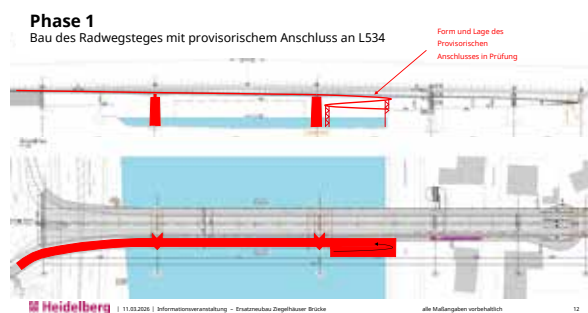 Phase 1
Bau des Radwegsteges mit provisorischem Anschluss an L534
Form und Lage des
Provisorischen
Anschlusses in Prüfung
Heidelberg | 11.03.2026 | Informationsveranstaltung – Ersatzneubau Ziegelhäuser Brücke
alle Maßangaben vorbehaltlich
12